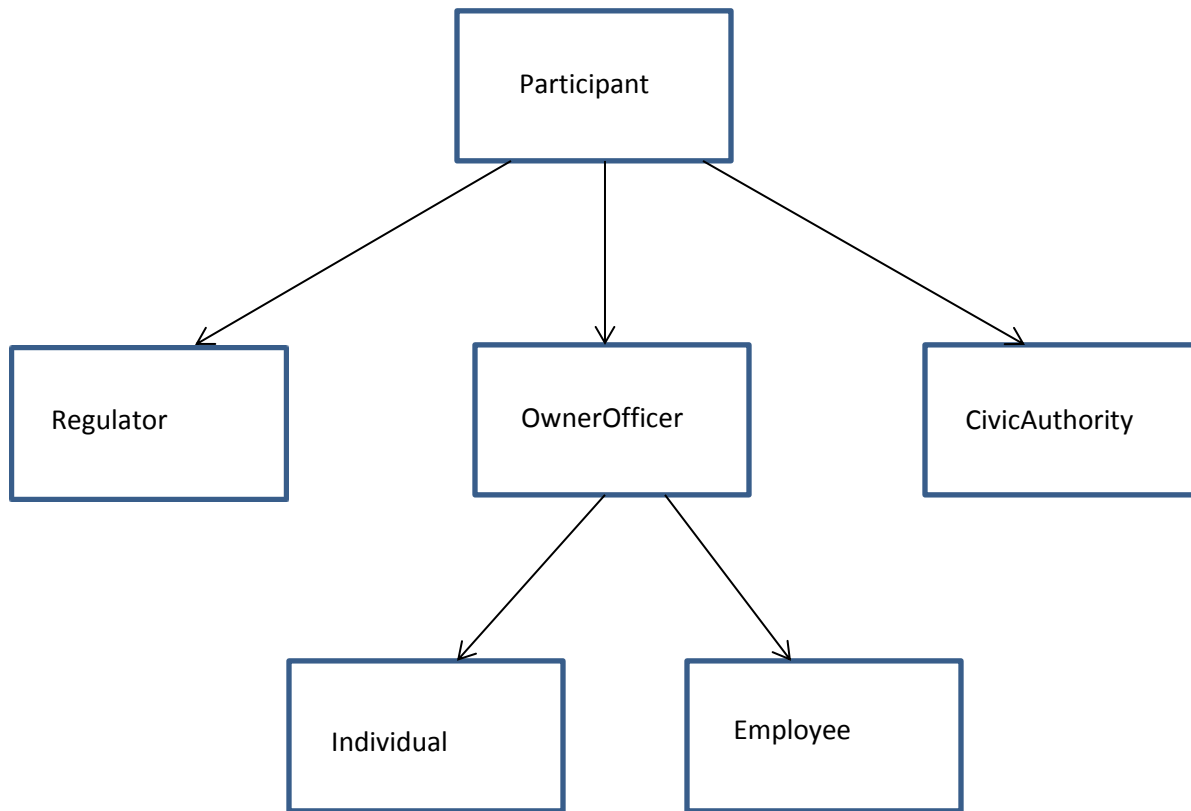 Participant
Regulator
OwnerOfficer
CivicAuthority
Individual
Employee